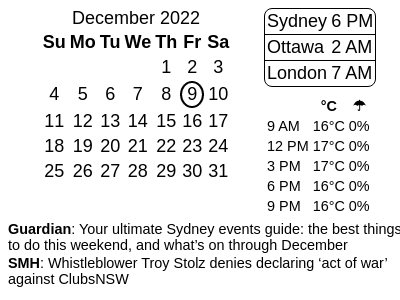 December 2022
Su Mo Tu We Th Fr Sa
1 2 3
4 5 6 7 8 9 10
11 12 13 14 15 16 17
18 19 20 21 22 23 24
25 26 27 28 29 30 31
Sydney 6 PM
Ottawa 2 AM
London 7 AM
°C ☂
9 AM 16°C 0%
12 PM 17°C 0%
3 PM 17°C 0%
6 PM 16°C 0%
9 PM 16°C 0%
Guardian: Your ultimate Sydney events guide: the best things
to do this weekend, and what’s on through December
SMH: Whistleblower Troy Stolz denies declaring ‘act of war’
against ClubsNSW